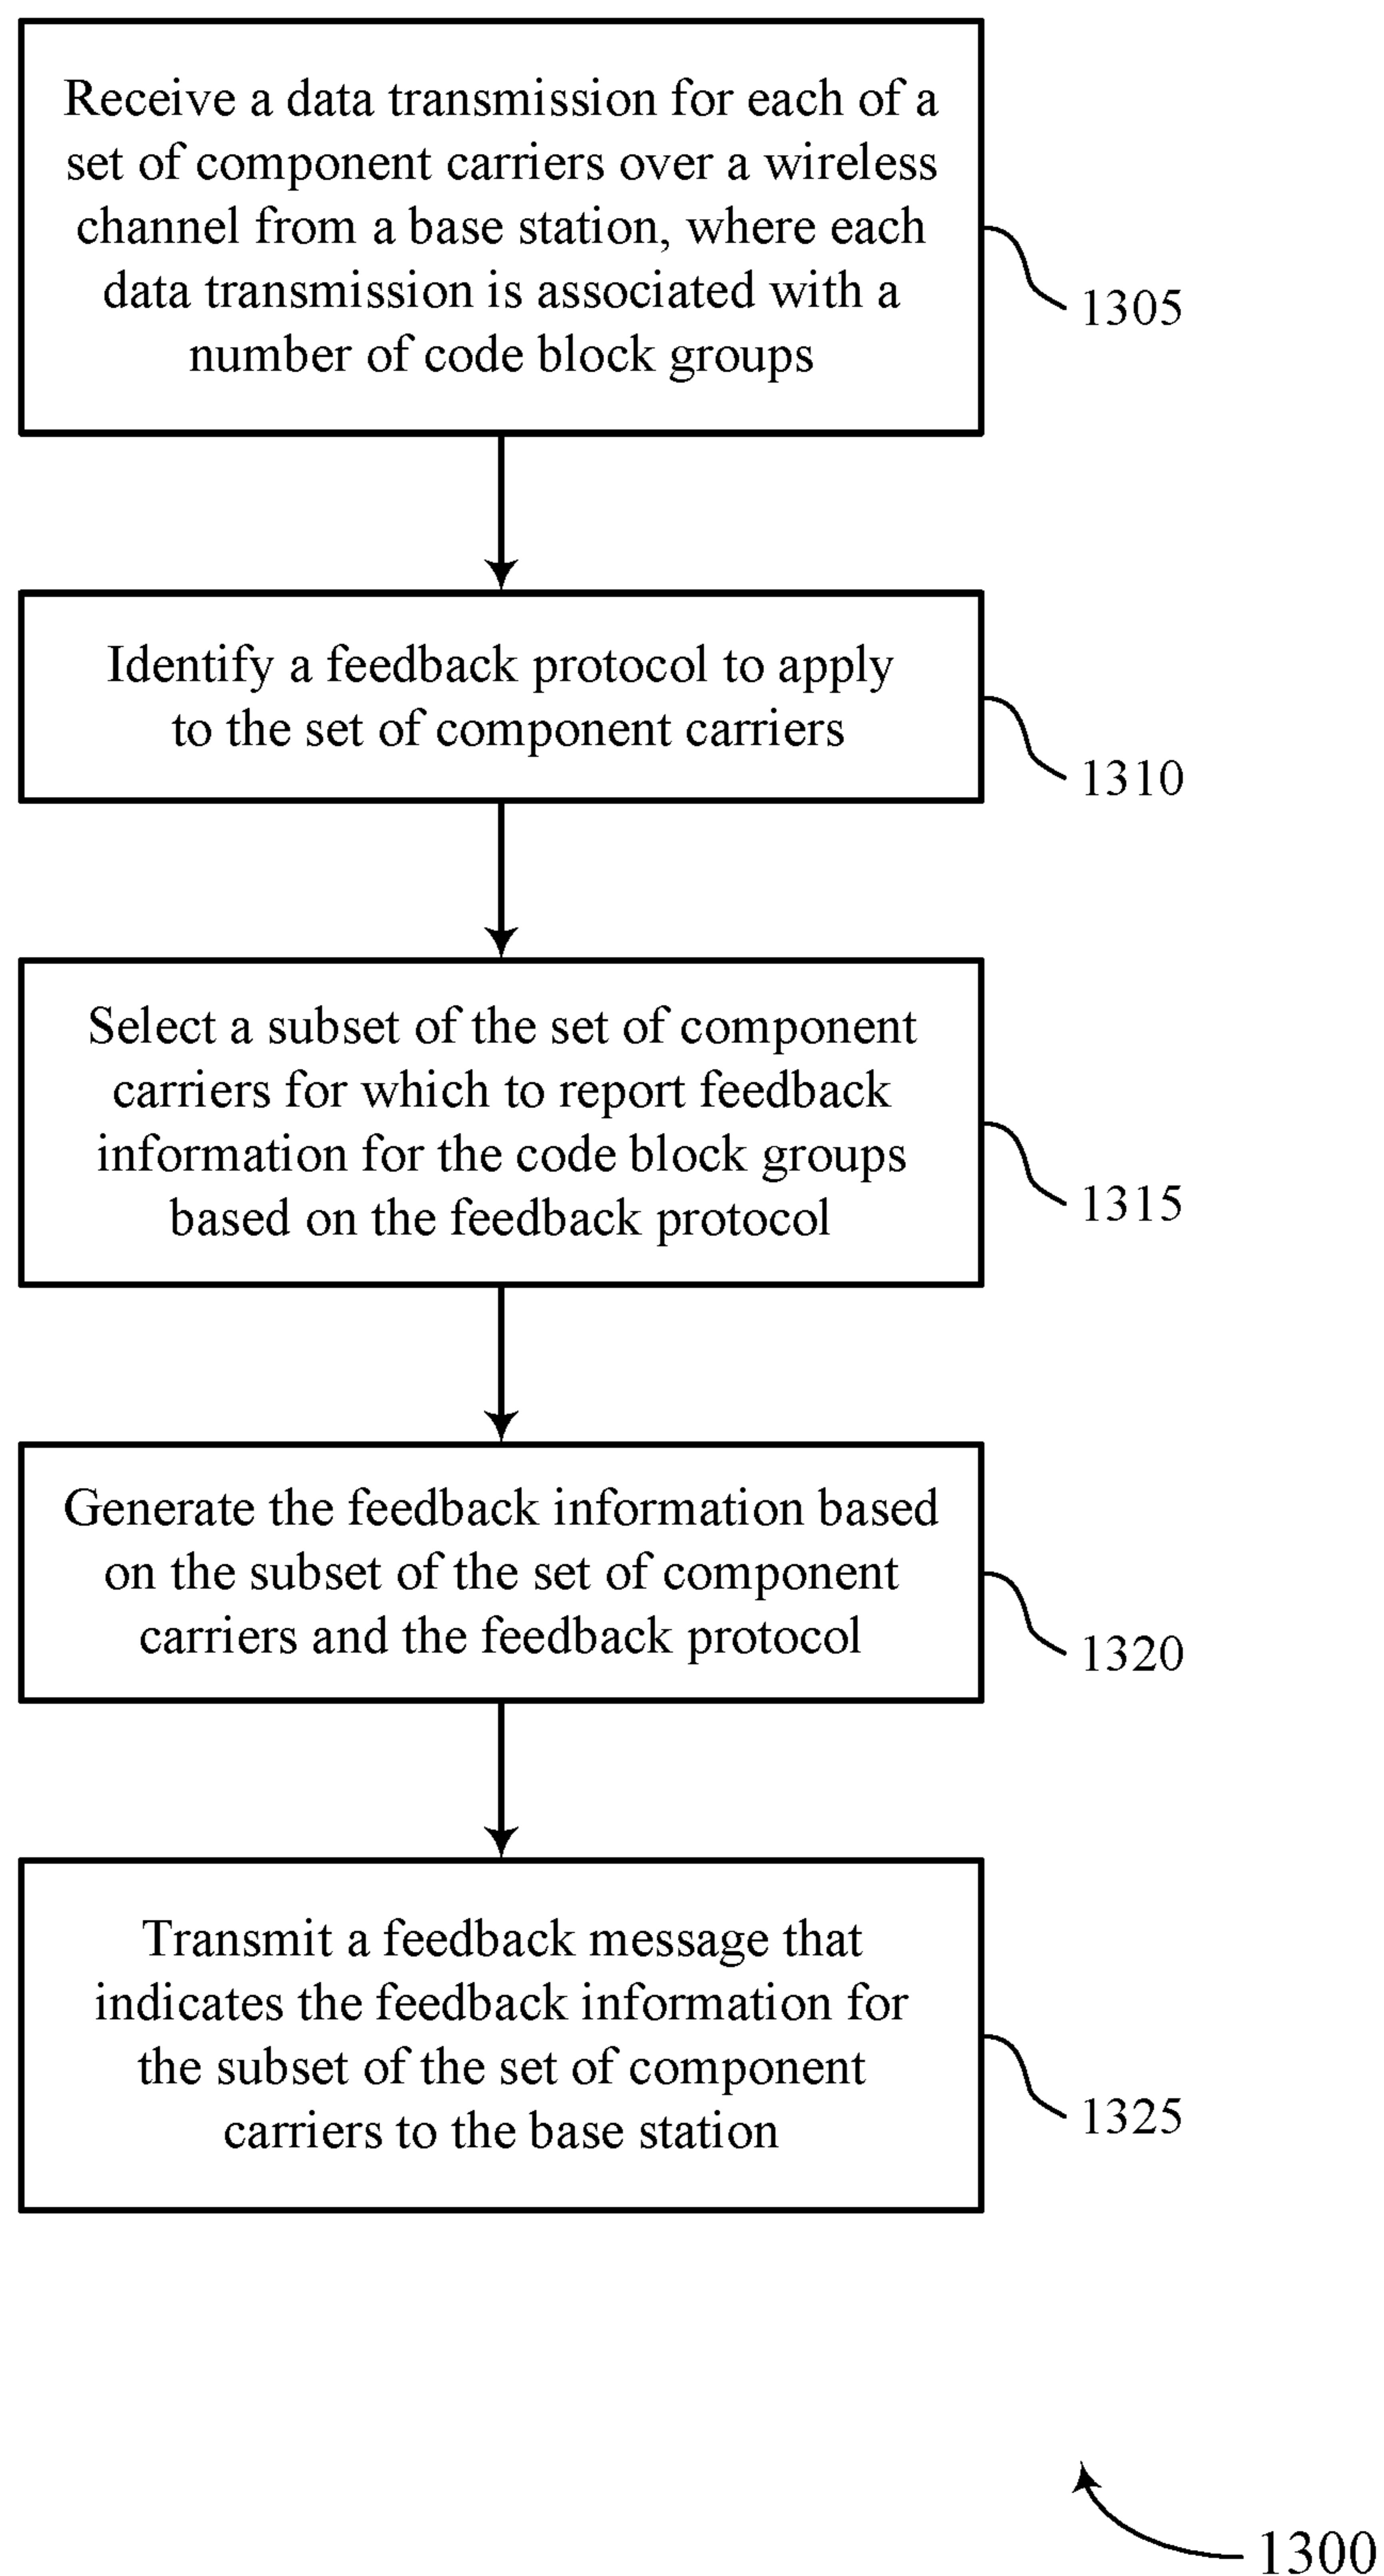 Receive a data transmission for each of a
set of component carriers over a wireless
channel from a base station, where each
data transmission is associated with a
number of code block groups
1305
Identify a feedback protocol to apply
to the set of component carriers
1310
Select a subset of the set of component
carriers for which to report feedback
information for the code block groups
based on the feedback protocol
1315
Generate the feedback information based
on the subset of the set of component
carriers and the feedback protocol
1320
Transmit a feedback message that
indicates the feedback information for
the subset of the set of component
carriers to the base station
1325
1300